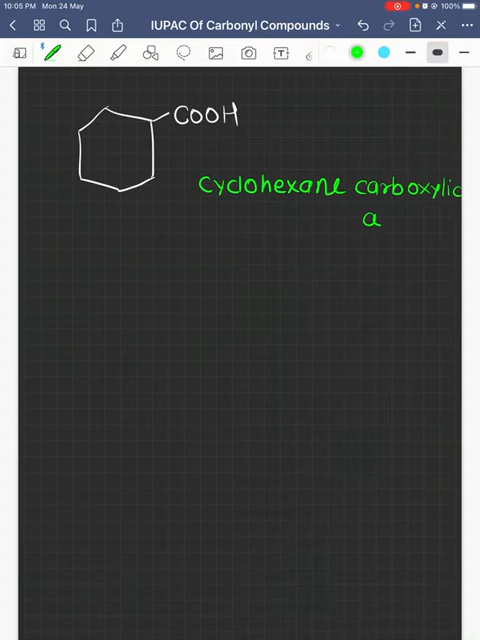 10:05 PM Mon 24 May
100%
IUPAC Of Carbonyl Compounds
COOH
Cyclohexane carboxylic
a